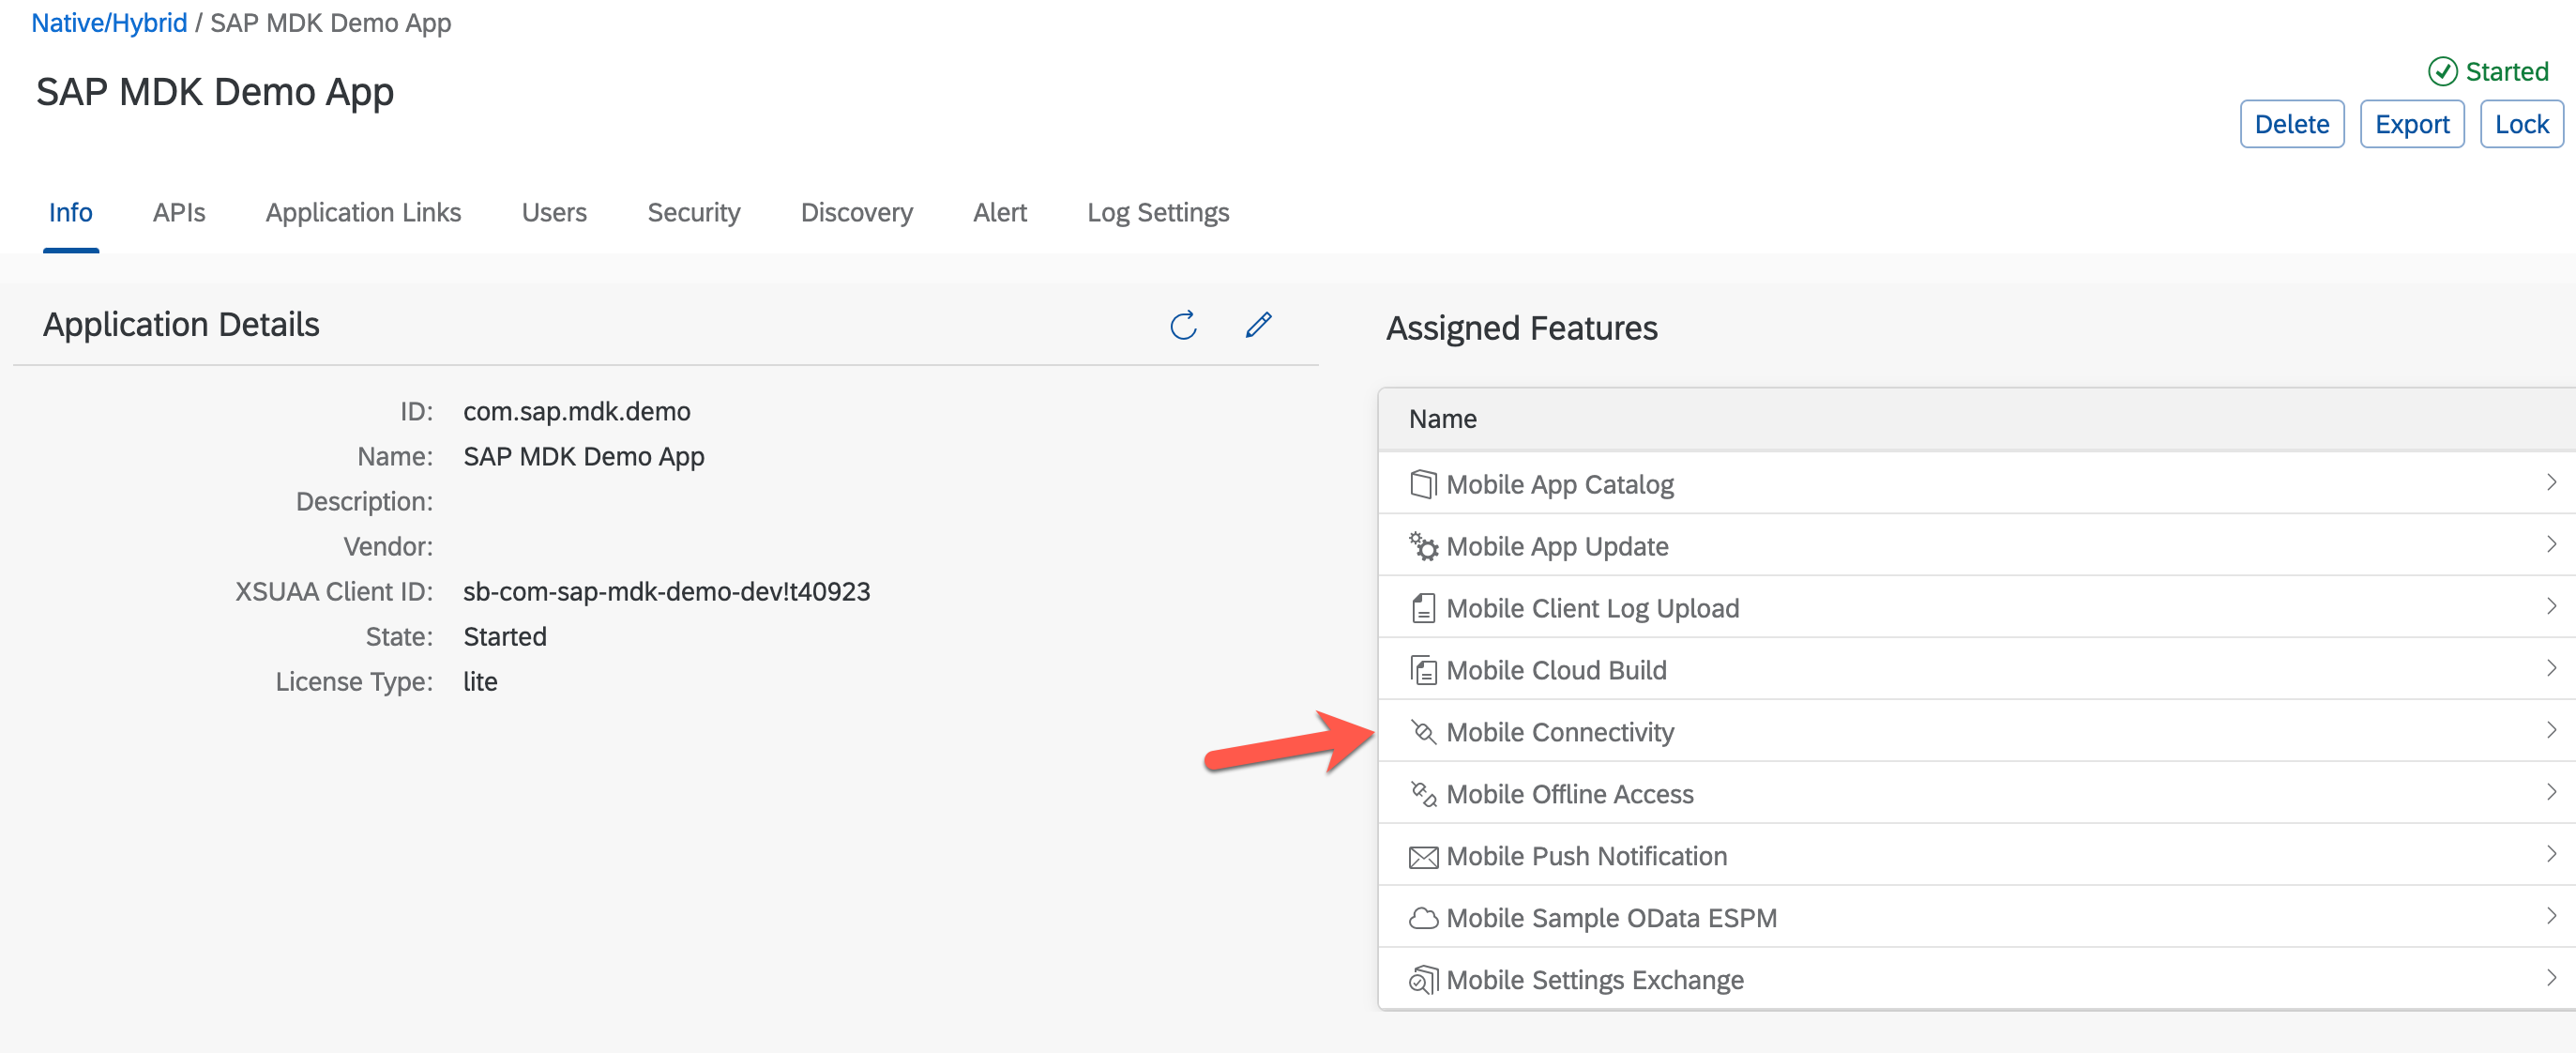 Native/Hybrid / SAP MDK Demo App
SAP MDK Demo App
Started
Delete Export Lock
Info APIs Application Links Users Security Discovery Alert Log Settings
Application Details
ID: com.sap.mdk.demo
Name: SAP MDK Demo App
Description:
Vendor:
XSUAA Client ID: sb-com-sap-mdk-demo-dev!t40923
State: Started
License Type: lite
Assigned Features
Name
Mobile App Catalog
Mobile App Update
Mobile Client Log Upload
Mobile Cloud Build
Mobile Connectivity
Mobile Offline Access
Mobile Push Notification
Mobile Sample OData ESPM
Mobile Settings Exchange